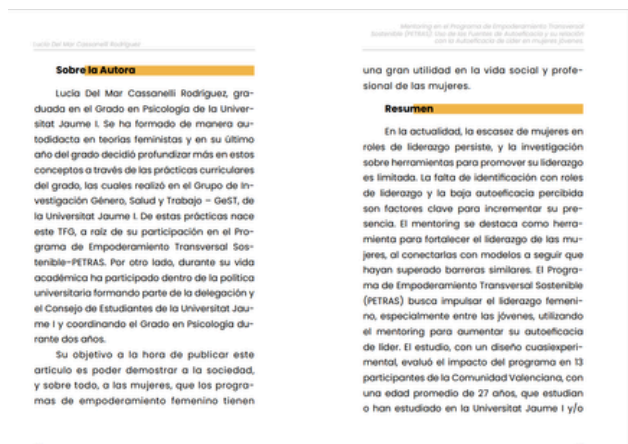 Lucía Del Mar Cassanelli Rodríguez
Sobre la Autora
Lucía Del Mar Cassanelli Rodríguez, gra-
duada en el Grado en Psicología de la Univer-
sitat Jaume I. Se ha formado de manera au-
todidacta en teorías feministas y en su último
año del grado decidió profundizar más en estos
conceptos a través de las prácticas curriculares
del grado, las cuales realizó en el Grupo de In-
vestigación Género, Salud y Trabajo – GeST, de
la Universitat Jaume I. De estas prácticas nace
este TFG, a raíz de su participación en el Pro-
grama de Empoderamiento Transversal Sos-
tenible-PETRAS. Por otro lado, durante su vida
académica ha participado dentro de la política
universitaria formando parte de la delegación y
el Consejo de Estudiantes de la Universitat Jau-
me I y coordinando el Grado en Psicología du-
rante dos años.
Su objetivo a la hora de publicar este
artículo es poder demostrar a la sociedad,
y sobre todo, a las mujeres, que los progra-
mas de empoderamiento femenino tienen
Mentoring en el Programa de Empoderamiento Transversal
Sostenible (PETRAS): Uso de las Fuentes de Autoeficacia y su relación
con la Autoeficacia de líder en mujeres jóvenes.
una gran utilidad en la vida social y profe-
sional de las mujeres.
Resumen
En la actualidad, la escasez de mujeres en
roles de liderazgo persiste, y la investigación
sobre herramientas para promover su liderazgo
es limitada. La falta de identificación con roles
de liderazgo y la baja autoeficacia percibida
son factores clave para incrementar su pre-
sencia. El mentoring se destaca como herra-
mienta para fortalecer el liderazgo de las mu-
jeres, al conectarlas con modelos a seguir que
hayan superado barreras similares. El Progra-
ma de Empoderamiento Transversal Sostenible
(PETRAS) busca impulsar el liderazgo femeni-
no, especialmente entre las jóvenes, utilizando
el mentoring para aumentar su autoeficacia
de líder. El estudio, con un diseño cuasiexperi-
mental, evaluó el impacto del programa en 13
participantes de la Comunidad Valenciana, con
una edad promedio de 27 años, que estudian
o han estudiado en la Universitat Jaume I y/o